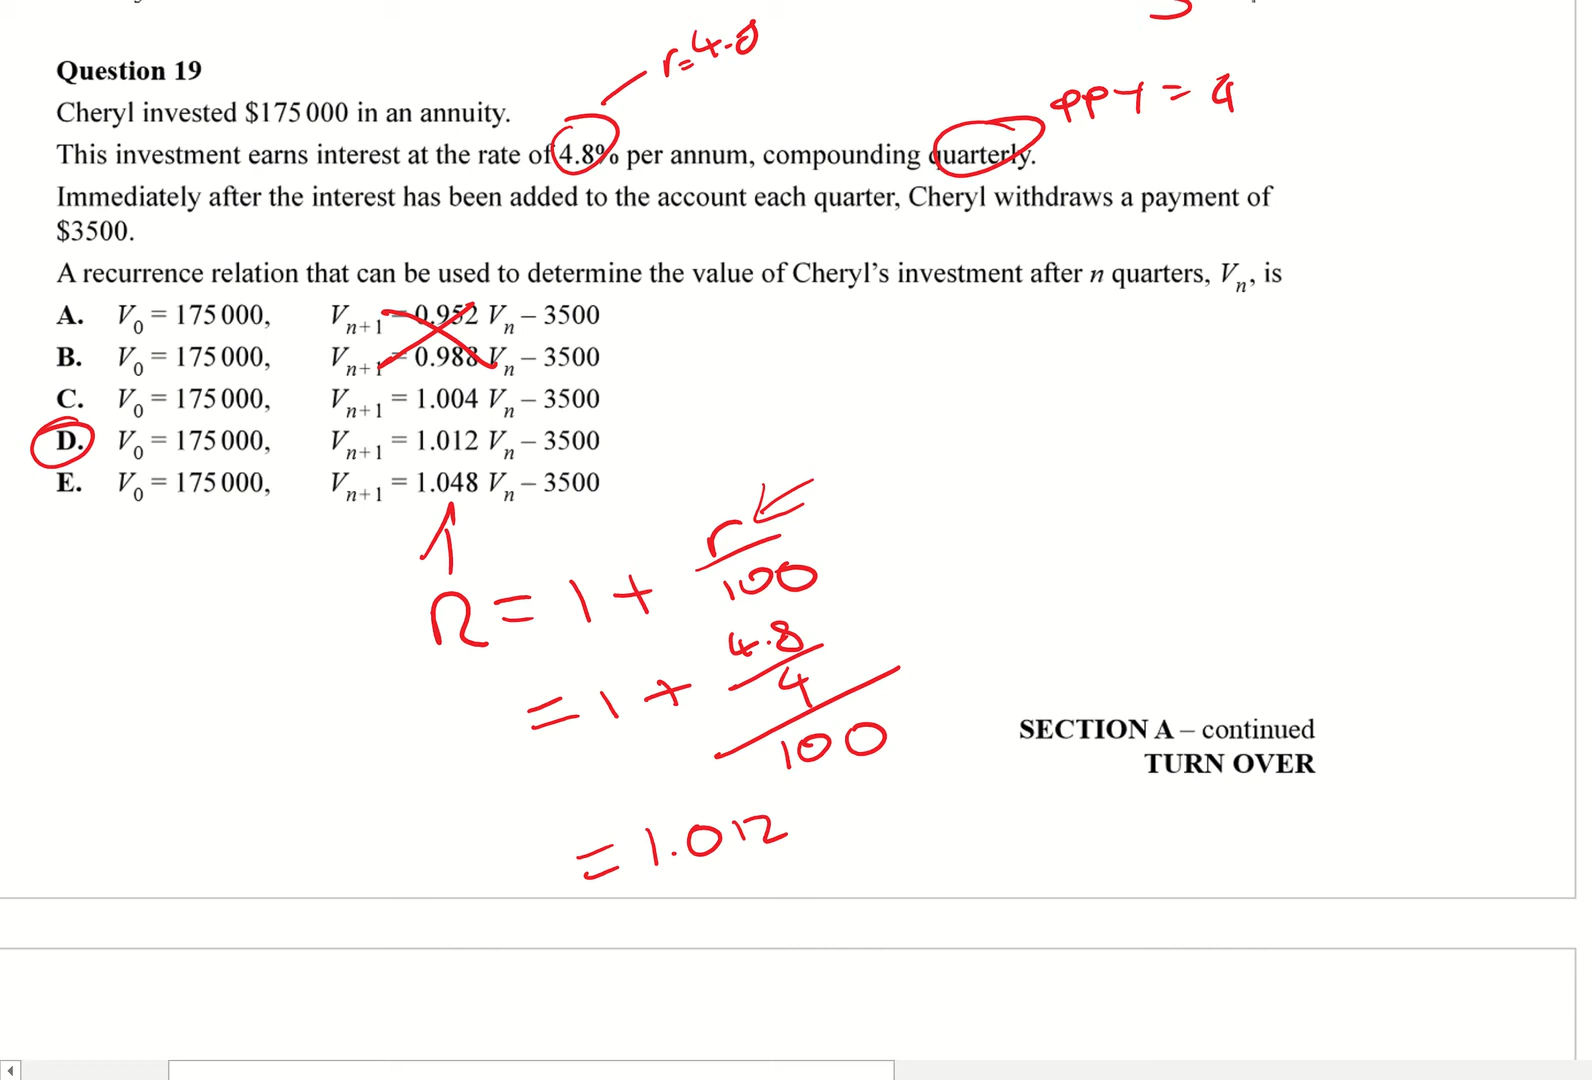 r=4.8
PPY = 4
Question 19
Cheryl invested $175 000 in an annuity.
This investment earns interest at the rate of 4.8% per annum, compounding quarterly.
Immediately after the interest has been added to the account each quarter, Cheryl withdraws a payment of
$3500.
A recurrence relation that can be used to determine the value of Cheryl’s investment after n quarters, Vn, is
A. V0 = 175 000, Vn+1 = 0.952 Vn – 3500
B. V0 = 175 000, Vn+1 = 0.988 Vn – 3500
C. V0 = 175 000, Vn+1 = 1.004 Vn – 3500
D. V0 = 175 000, Vn+1 = 1.012 Vn – 3500
E. V0 = 175 000, Vn+1 = 1.048 Vn – 3500
R = 1 + r/100
= 1 + 4.8/4/100
= 1.012
SECTION A – continued
TURN OVER